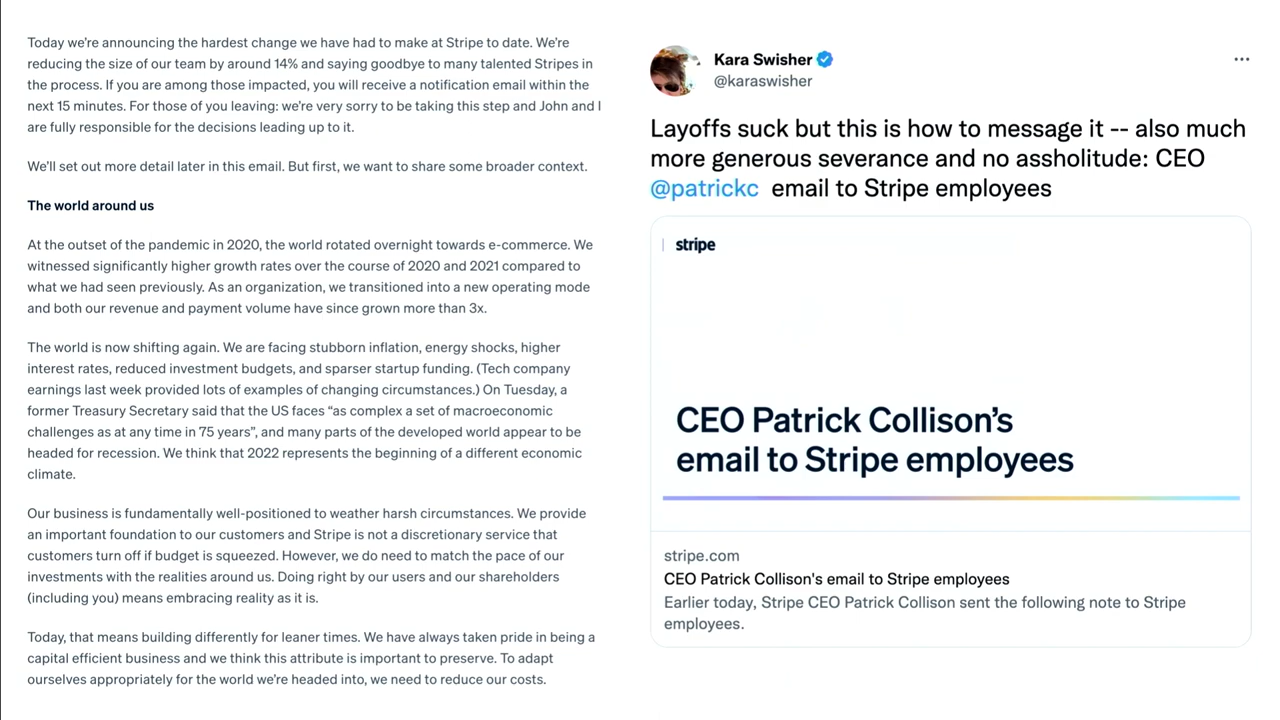 Today we're announcing the hardest change we have had to make at Stripe to date. We're
reducing the size of our team by around 14% and saying goodbye to many talented Stripes in
the process. If you are among those impacted, you will receive a notification email within the
next 15 minutes. For those of you leaving: we're very sorry to be taking this step and John and I
are fully responsible for the decisions leading up to it.
We'll set out more detail later in this email. But first, we want to share some broader context.
The world around us
At the outset of the pandemic in 2020, the world rotated overnight towards e-commerce. We
witnessed significantly higher growth rates over the course of 2020 and 2021 compared to
what we had seen previously. As an organization, we transitioned into a new operating mode
and both our revenue and payment volume have since grown more than 3x.
The world is now shifting again. We are facing stubborn inflation, energy shocks, higher
interest rates, reduced investment budgets, and sparser startup funding. (Tech company
earnings last week provided lots of examples of changing circumstances.) On Tuesday, a
former Treasury Secretary said that the US faces “as complex a set of macroeconomic
challenges as at any time in 75 years”, and many parts of the developed world appear to be
headed for recession. We think that 2022 represents the beginning of a different economic
climate.
Our business is fundamentally well-positioned to weather harsh circumstances. We provide
an important foundation to our customers and Stripe is not a discretionary service that
customers turn off if budget is squeezed. However, we do need to match the pace of our
investments with the realities around us. Doing right by our users and our shareholders
(including you) means embracing reality as it is.
Today, that means building differently for leaner times. We have always taken pride in being a
capital efficient business and we think this attribute is important to preserve. To adapt
ourselves appropriately for the world we're headed into, we need to reduce our costs.
Kara Swisher
@karaswisher
Layoffs suck but this is how to message it -- also much
more generous severance and no assholitude: CEO
@patrickc email to Stripe employees
stripe
CEO Patrick Collison's
email to Stripe employees
stripe.com
CEO Patrick Collison's email to Stripe employees
Earlier today, Stripe CEO Patrick Collison sent the following note to Stripe
employees.